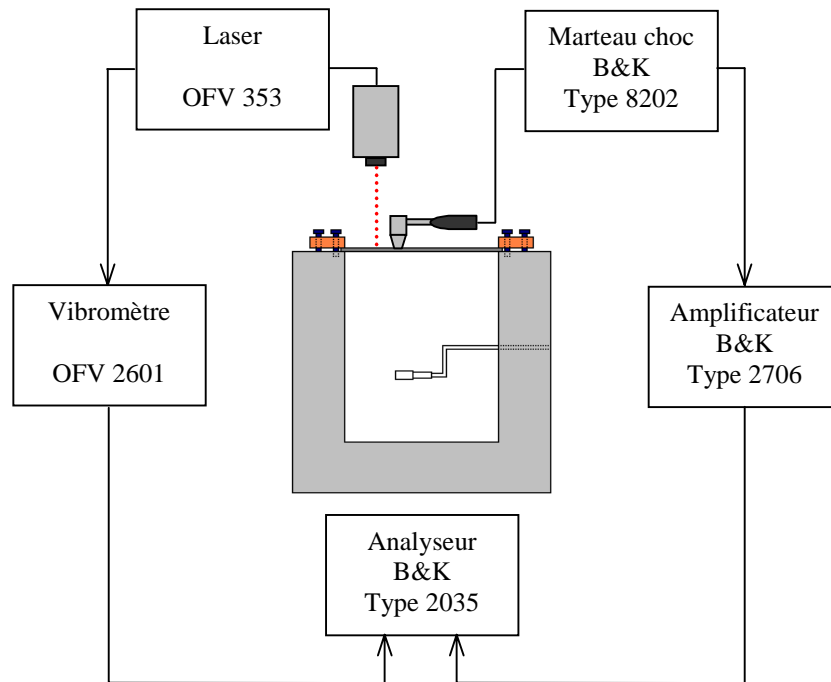 Laser
OFV 353
Marteau choc
B&K
Type 8202
Vibromètre
OFV 2601
Amplificateur
B&K
Type 2706
Analyseur
B&K
Type 2035